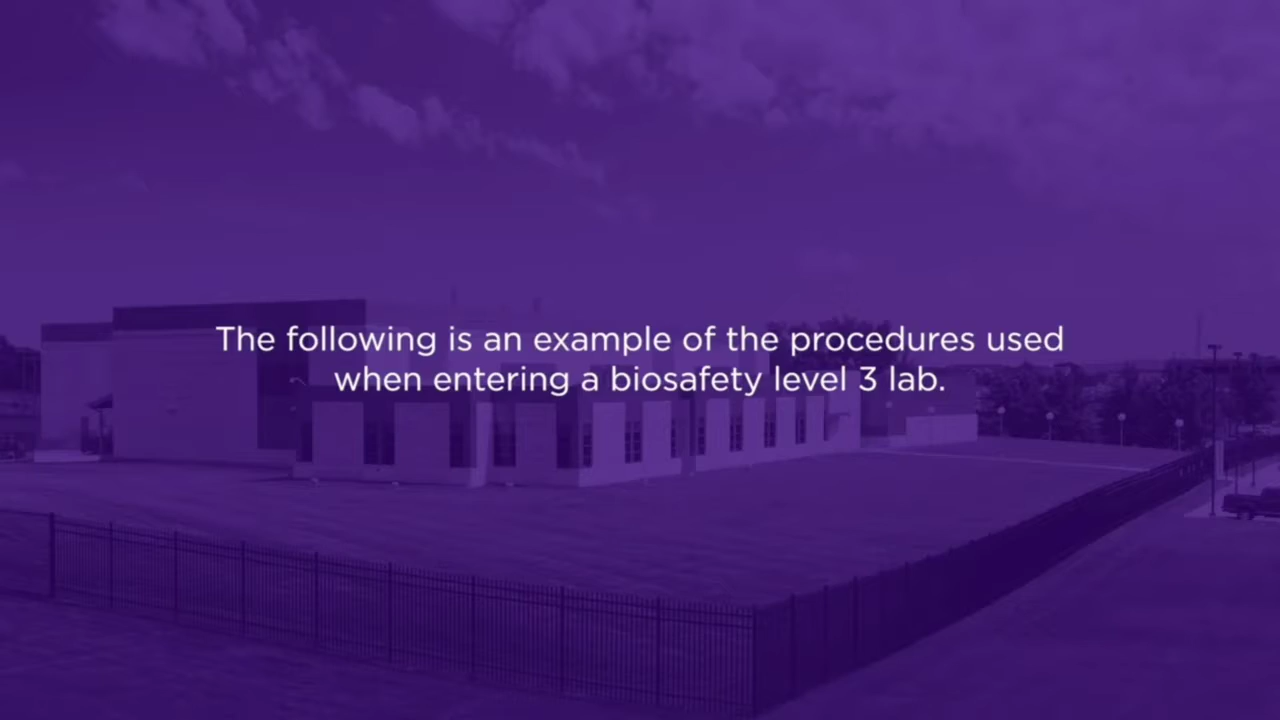 The following is an example of the procedures used
when entering a biosafety level 3 lab.